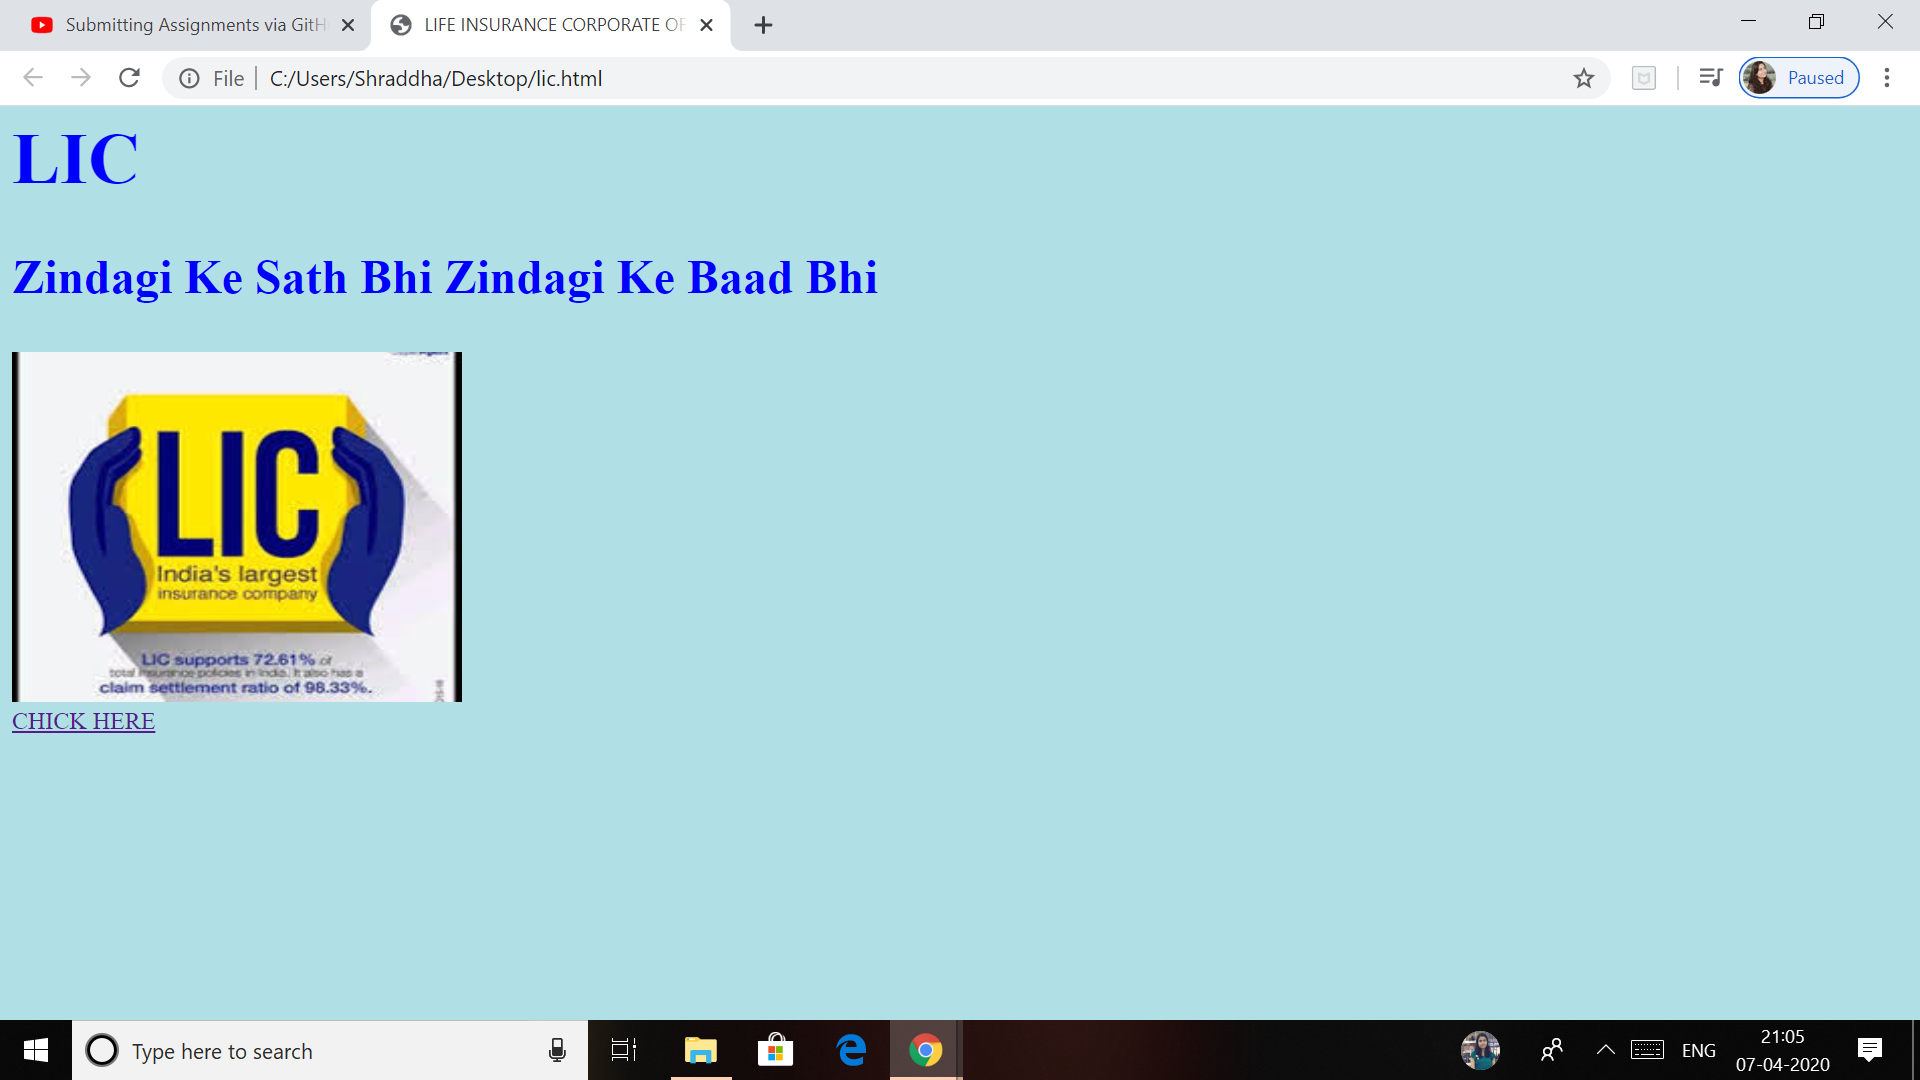 Submitting Assignments via GitH
LIFE INSURANCE CORPORATE OF
File
C:/Users/Shraddha/Desktop/lic.html
Paused
LIC
Zindagi Ke Sath Bhi Zindagi Ke Baad Bhi
LIC
India's largest
insurance company
LIC supports 72.61% of
total insurance policies in India. It also has a
claim settlement ratio of 98.33%.
CHICK HERE
Type here to search
ENG
21:05
07-04-2020